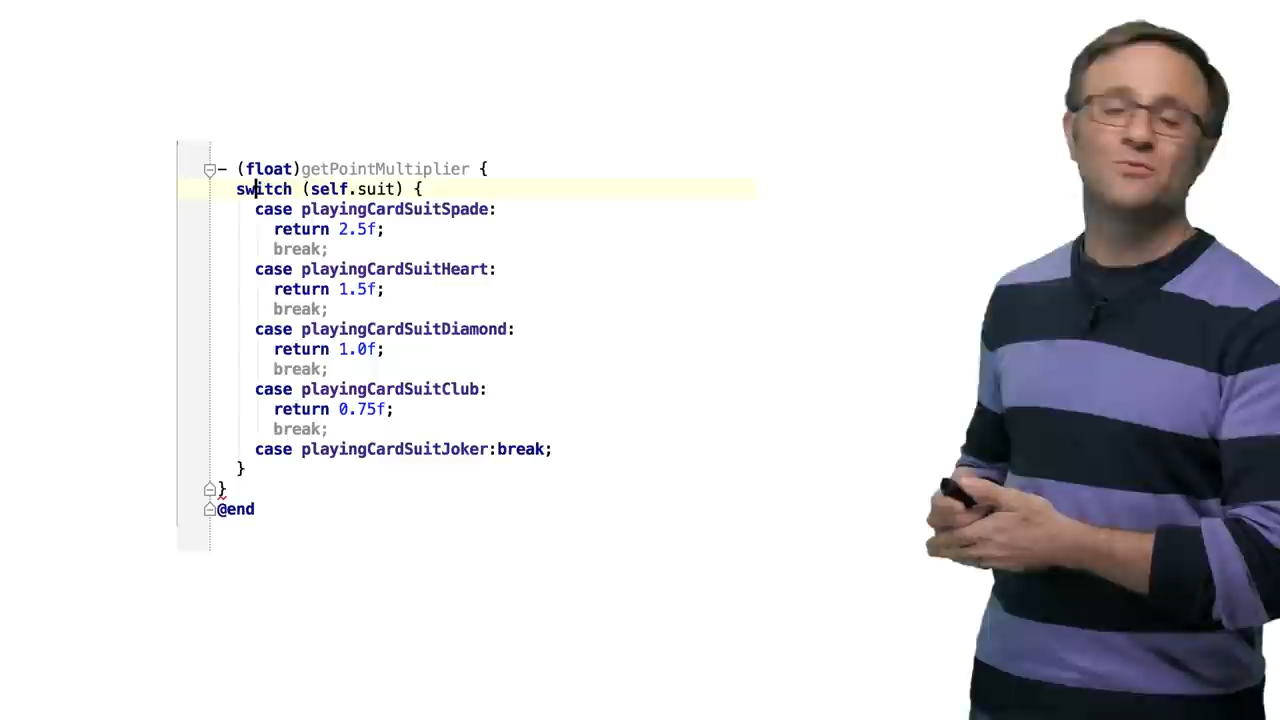 - (float)getPointMultiplier {
switch (self.suit) {
case playingCardSuitSpade:
return 2.5f;
break;
case playingCardSuitHeart:
return 1.5f;
break;
case playingCardSuitDiamond:
return 1.0f;
break;
case playingCardSuitClub:
return 0.75f;
break;
case playingCardSuitJoker:break;
}
}
@end